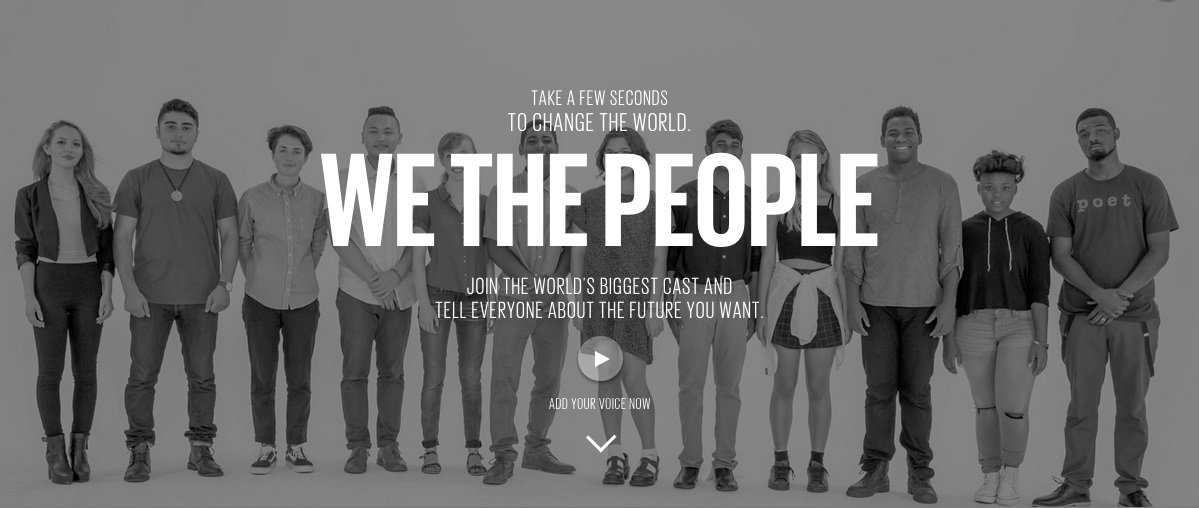 TAKE A FEW SECONDS
TO CHANGE THE WORLD.
WE THE PEOPLE
poet
JOIN THE WORLD'S BIGGEST CAST AND
TELL EVERYONE ABOUT THE FUTURE YOU WANT.
ADD YOUR VOICE NOW